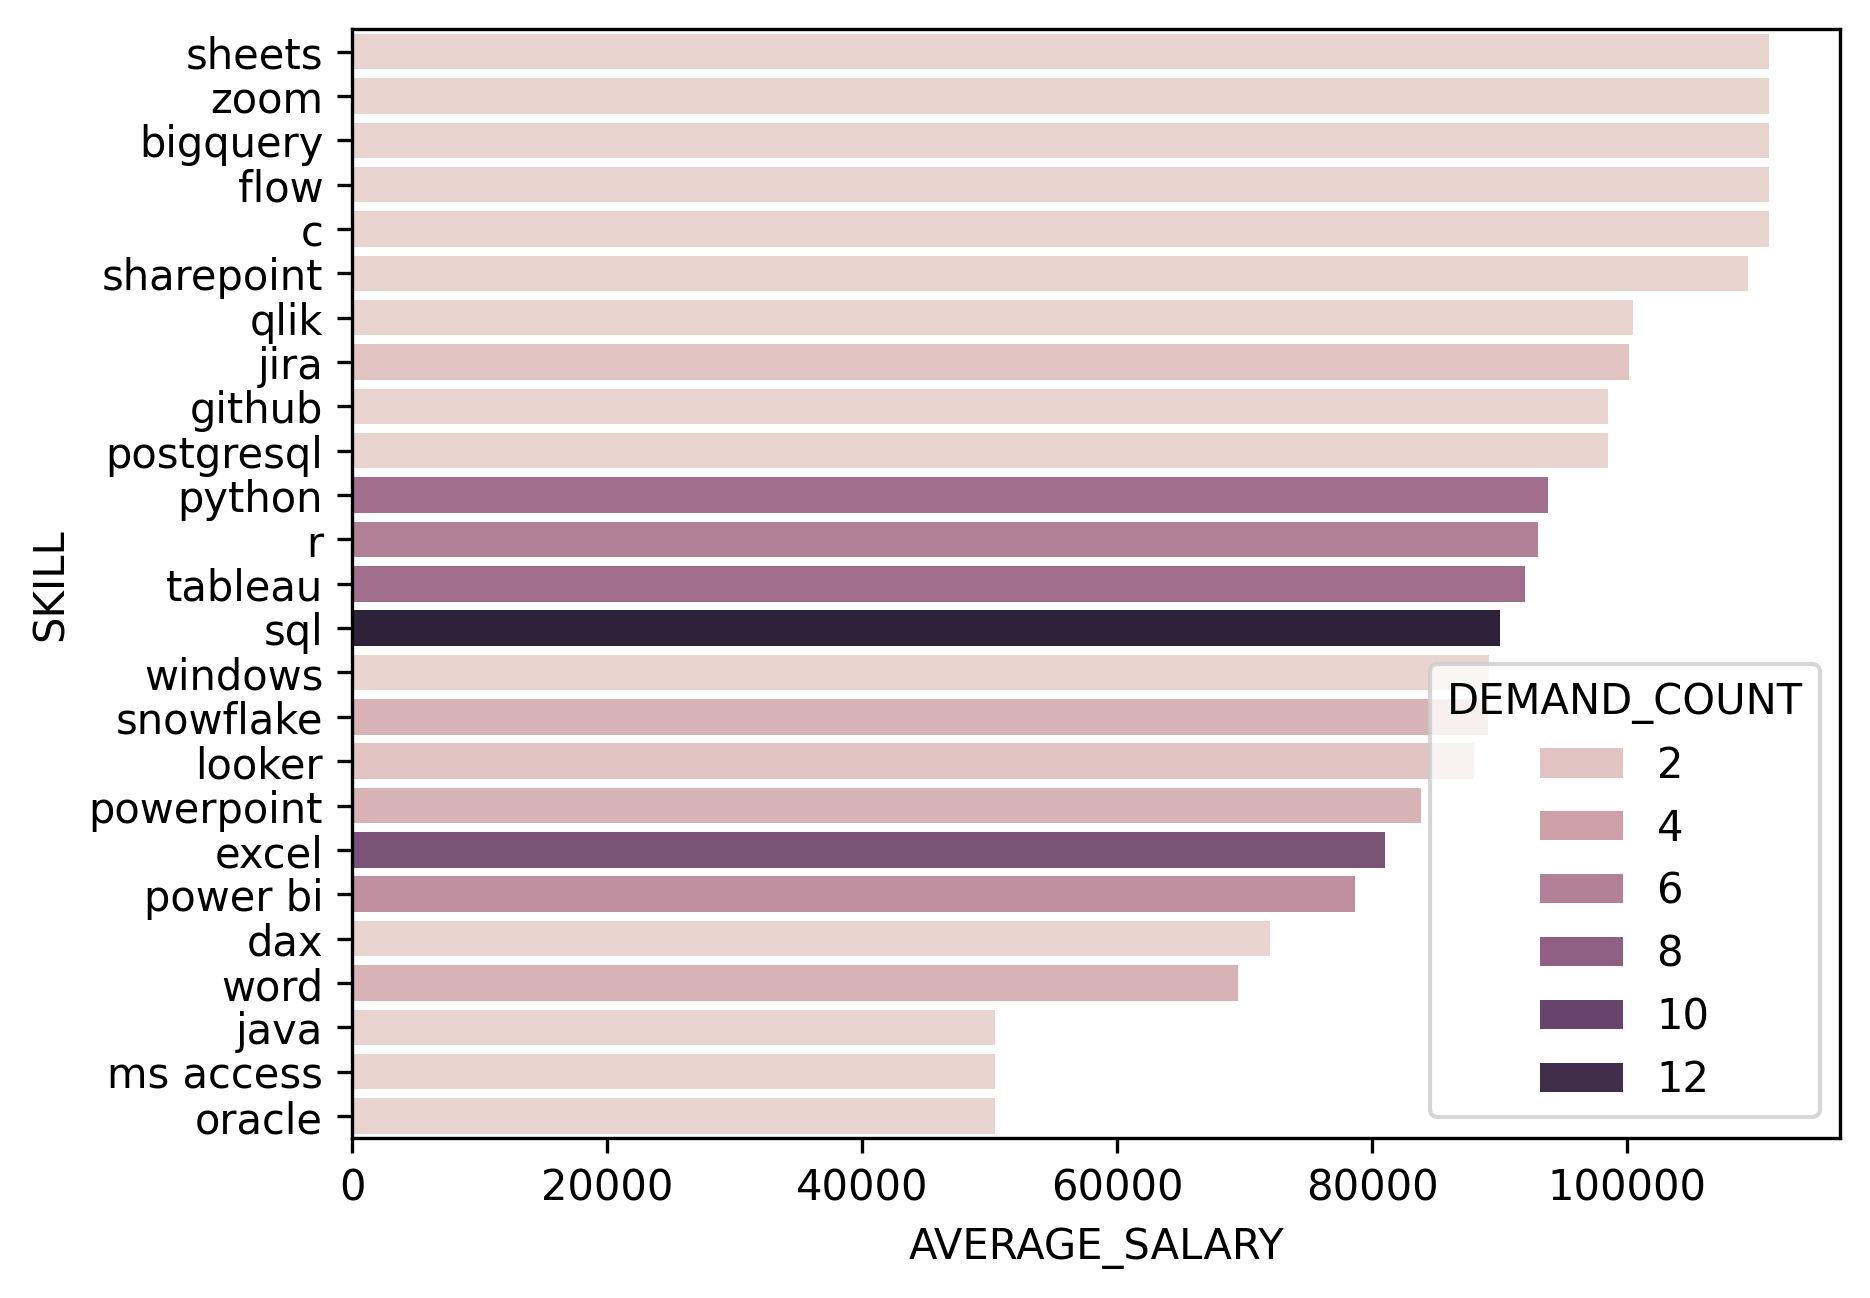 sheets
zoom
bigquery
flow
c
sharepoint
qlik
jira
github
postgresql
python
r
tableau
sql
windows
snowflake
looker
powerpoint
excel
power bi
dax
word
java
ms access
oracle
SKILL
DEMAND_COUNT
2
4
6
8
10
12
0 20000 40000 60000 80000 100000
AVERAGE_SALARY